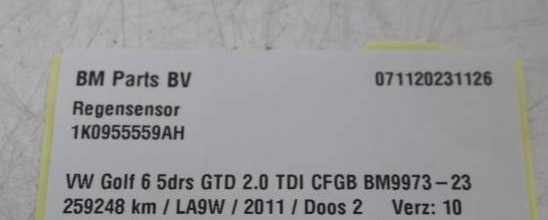 BM Parts BV 071120231126
Regensensor
1K0955559AH
VW Golf 6 5drs GTD 2.0 TDI CFGB BM9973-23
259248 km / LA9W / 2011 / Doos 2 Verz: 10